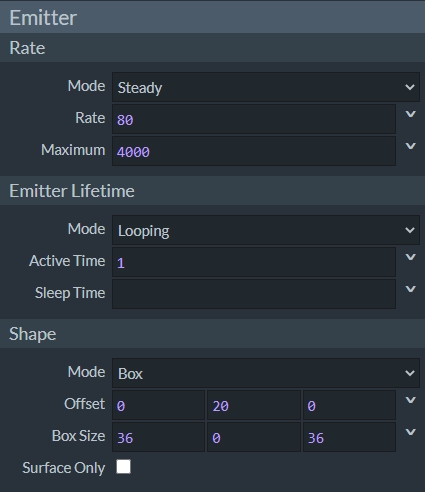 Emitter
Rate
Mode Steady
Rate 80
Maximum 4000
Emitter Lifetime
Mode Looping
Active Time 1
Sleep Time
Shape
Mode Box
Offset 0 20 0
Box Size 36 0 36
Surface Only